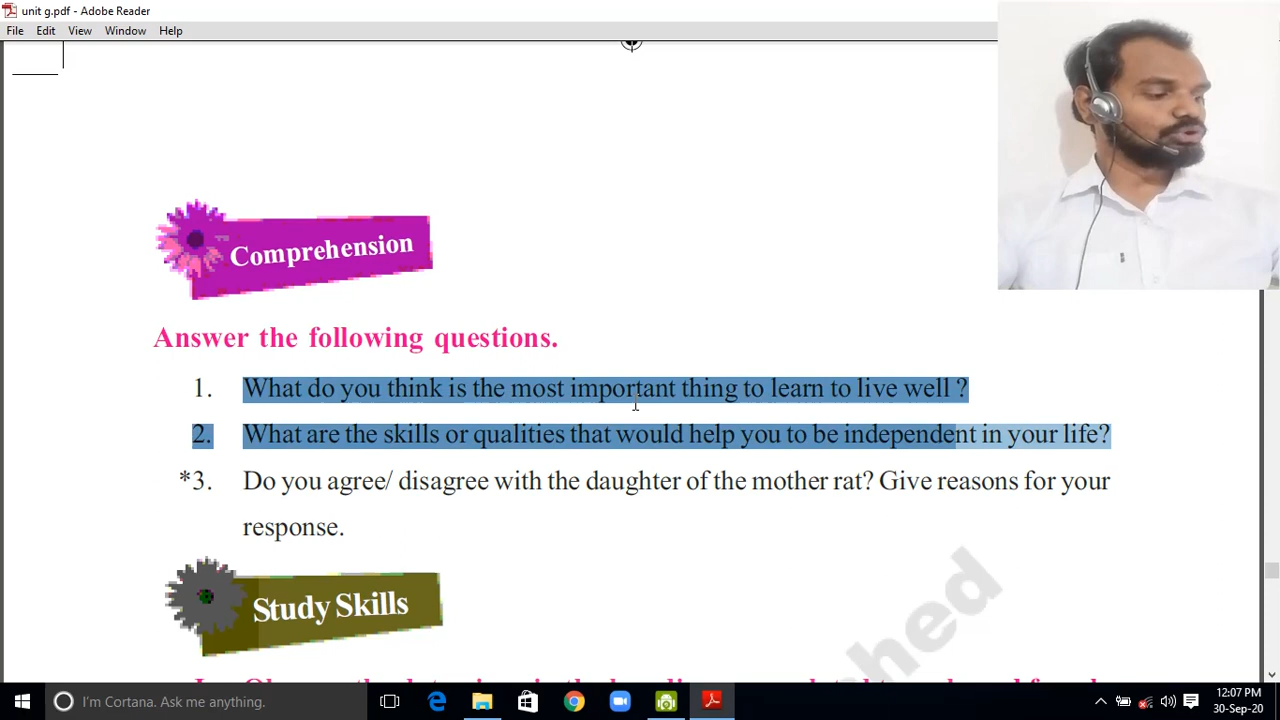 unit g.pdf - Adobe Reader
File Edit View Window Help
Comprehension
Answer the following questions.
1. What do you think is the most important thing to learn to live well ?
2. What are the skills or qualities that would help you to be independent in your life?
*3. Do you agree/ disagree with the daughter of the mother rat? Give reasons for your
response.
Study Skills
shed
I'm Cortana. Ask me anything.
12:07 PM
30-Sep-20